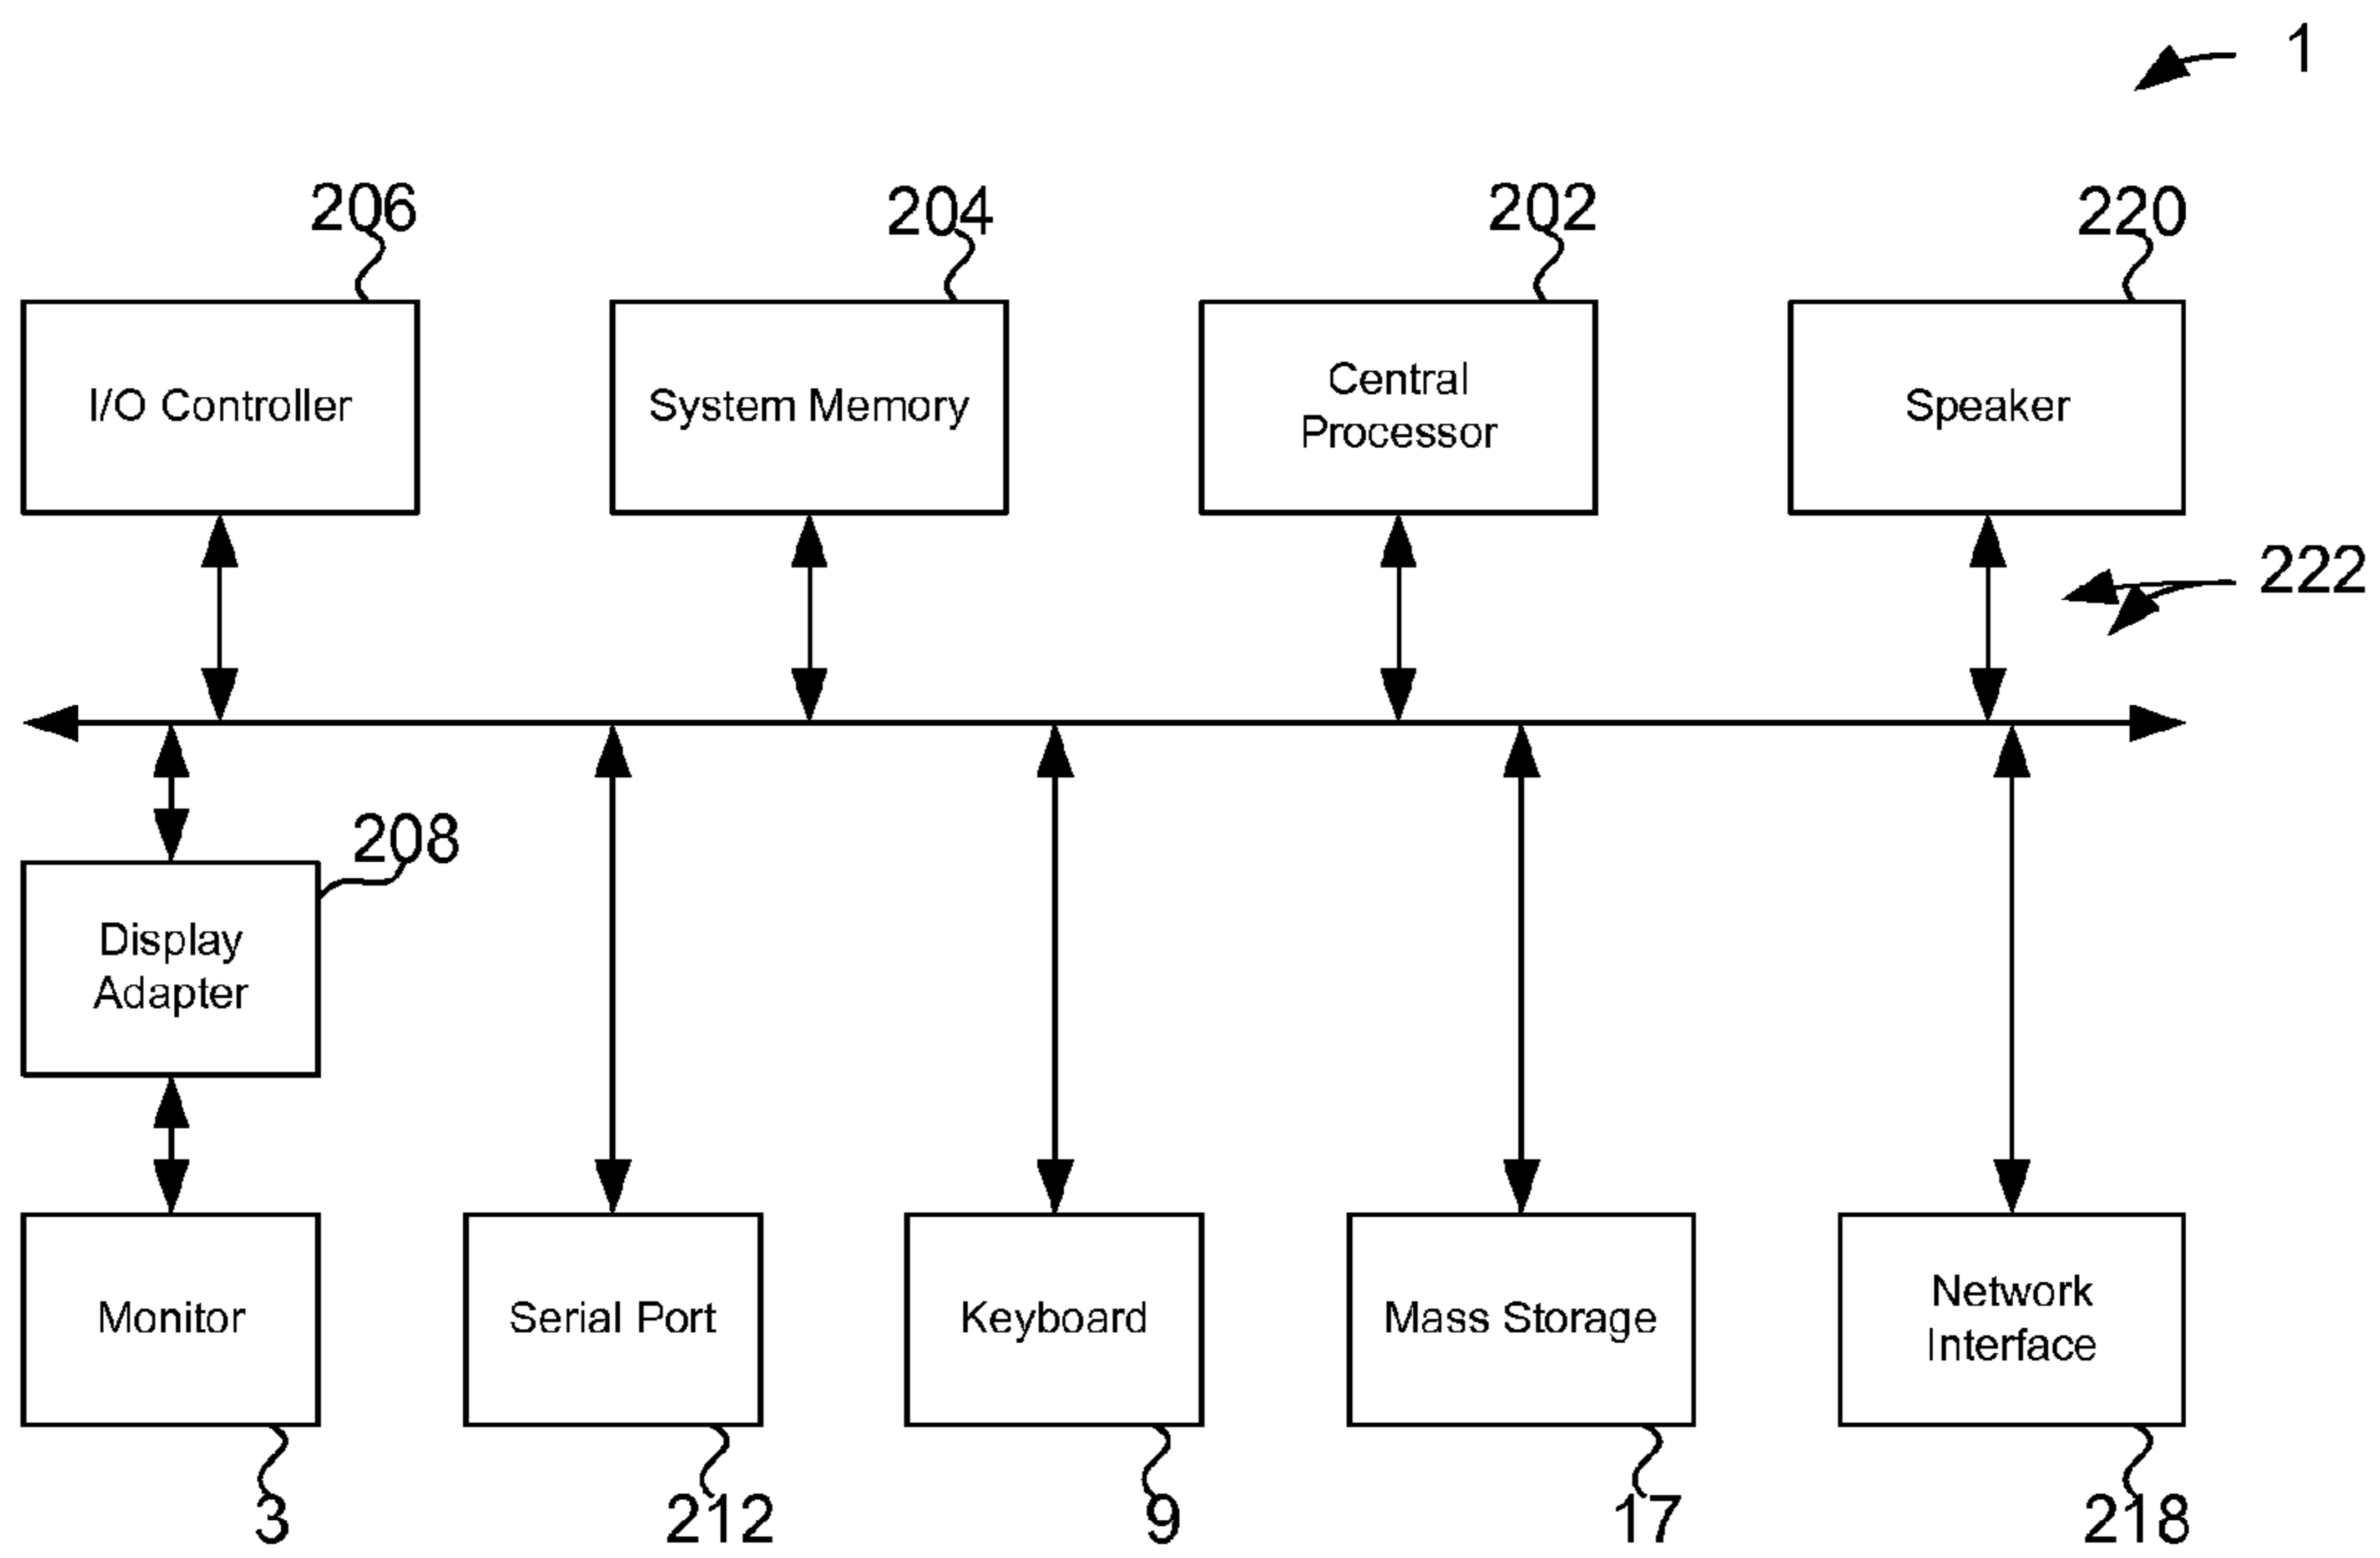 1
206
204
202
220
I/O Controller
System Memory
Central
Processor
Speaker
222
208
Display
Adapter
Monitor
Serial Port
Keyboard
Mass Storage
Network
Interface
3
212
9
17
218